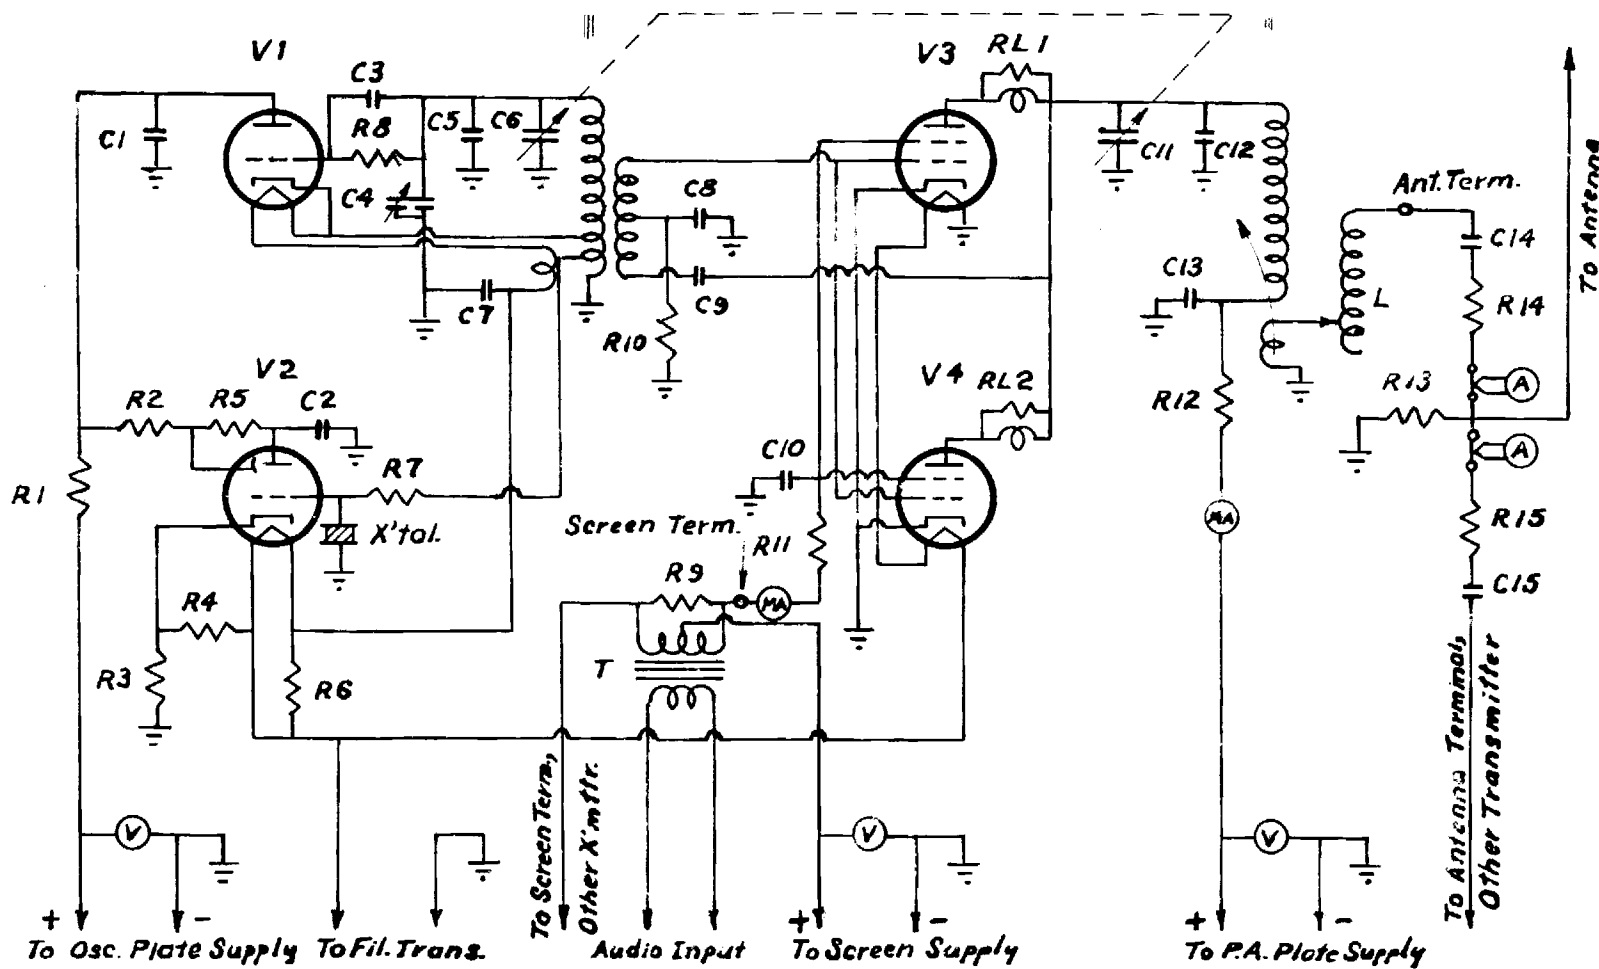 V1
V3
RL1
C3
C1
R8
C5
C6
C4
C8
C7
C9
R10
C11
C12
Ant. Term.
C14
C13
L
R14
To Antenna
V2
V4
RL2
R2
R5
C2
R12
R13
A
A
C10
R7
R1
X'tal.
Screen Term.
R11
MA
R15
R9
MA
C15
R4
R3
R6
T
To Screen Term.,
Other X'mttr.
To Antenna Terminal,
Other Transmitter
V
V
V
+ -
+ -
+ -
To Osc. Plate Supply
To Fil. Trans.
Audio Input
To Screen Supply
To P.A. Plate Supply